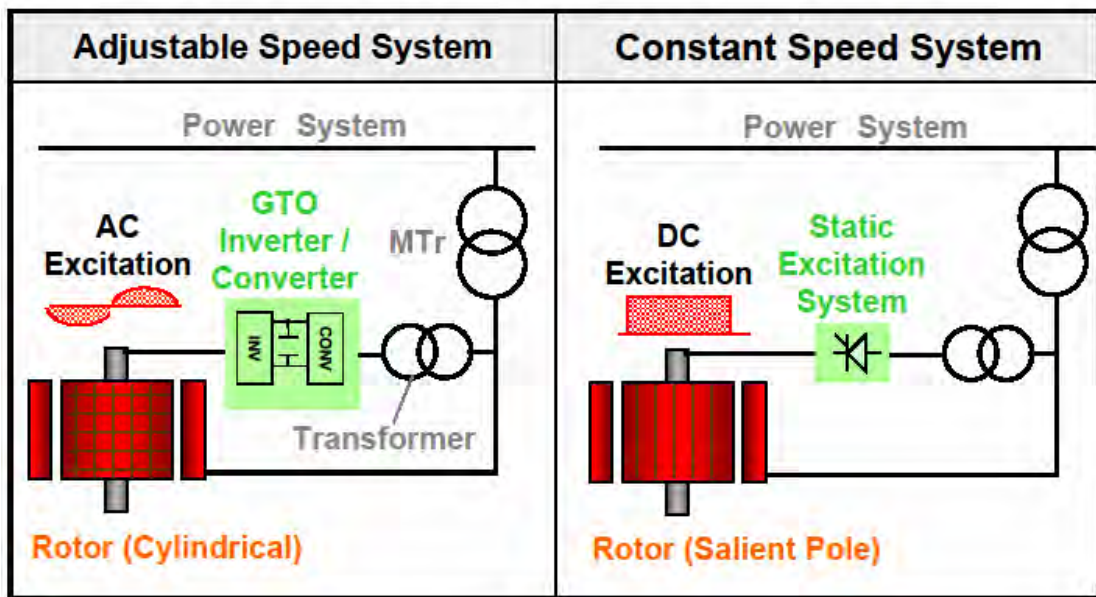 Adjustable Speed System
Power System
GTO
Inverter /
Converter
AC
Excitation
MTr
INV
CONV
Transformer
Rotor (Cylindrical)
Constant Speed System
Power System
DC
Excitation
Static
Excitation
System
Rotor (Salient Pole)